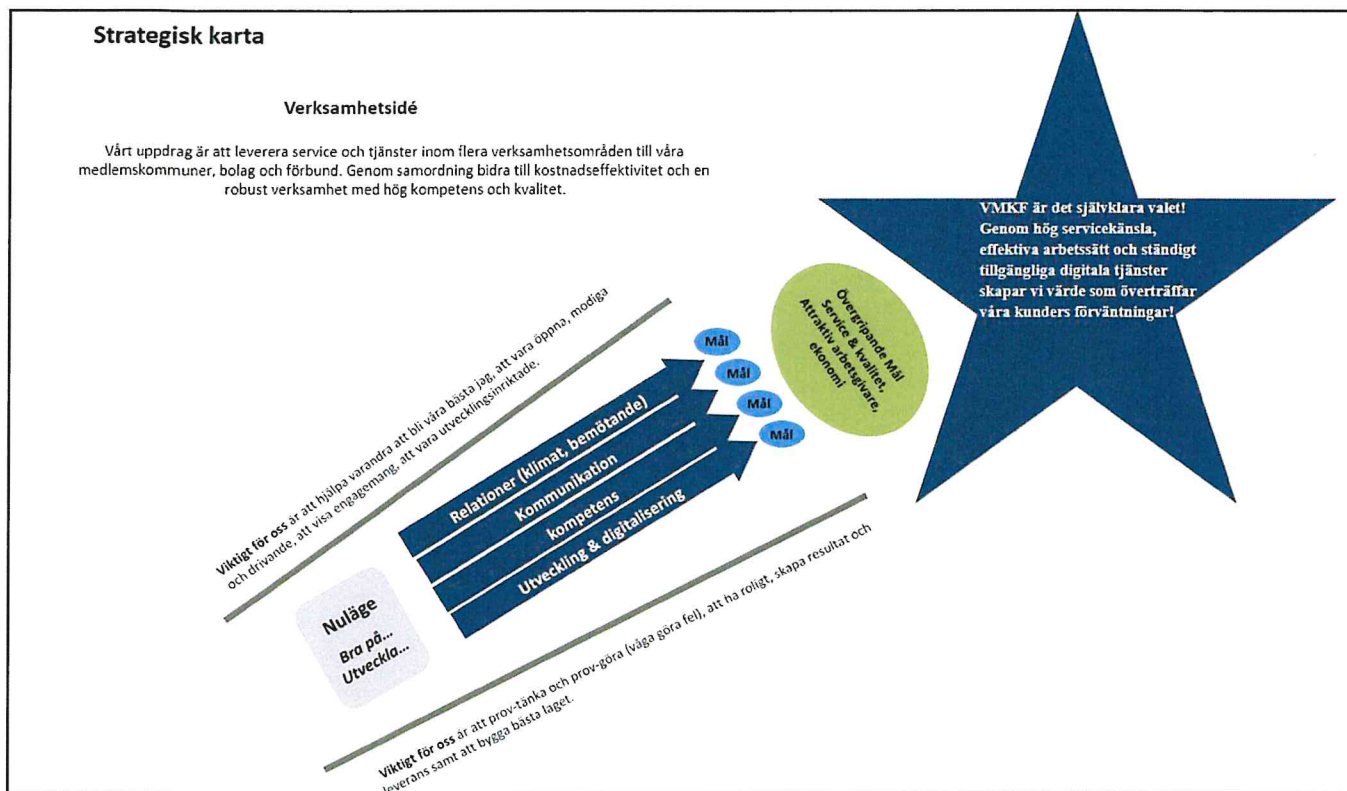 Strategisk karta
Verksamhetsidé
Vårt uppdrag är att leverera service och tjänster inom flera verksamhetsområden till våra
medlemskommuner, bolag och förbund. Genom samordning bidra till kostnadseffektivitet och en
robust verksamhet med hög kompetens och kvalitet.
VMKF är det självklara valet!
Genom hög servicekänsla,
effektiva arbetssätt och ständigt
tillgängliga digitala tjänster
skapar vi värde som överträffar
våra kunders förväntningar!
Övergripande Mål
Service & kvalitet,
Attraktiv arbetsgivare,
ekonomi
Mål
Mål
Mål
Mål
Viktigt för oss är att hjälpa varandra att bli våra bästa jag, att vara öppna, modiga
och drivande, att visa engagemang, att vara utvecklingsinriktade.
Relationer (klimat, bemötande)
Kommunikation
kompetens
Utveckling & digitalisering
Nuläge
Bra på...
Utveckla...
Viktigt för oss är att prov-tänka och prov-göra (våga göra fel), att ha roligt, skapa resultat och
leverans samt att bygga bästa laget.